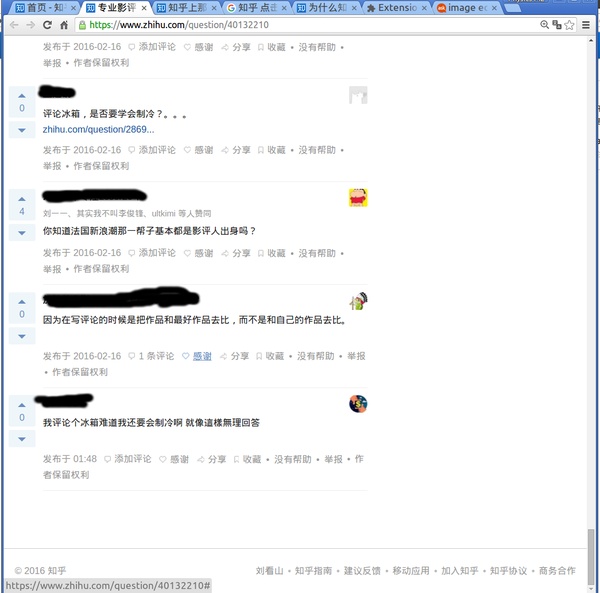 首页 - 知乎
专业影评
知乎上那
知乎 点击
为什么知
Extensio
image ec
https://www.zhihu.com/question/40132210
发布于 2016-02-16 添加评论 感谢 分享 收藏 • 没有帮助 •
举报 • 作者保留权利
0
评论冰箱，是否要学会制冷？。。。
zhihu.com/question/2869...
发布于 2016-02-16 添加评论 感谢 分享 收藏 • 没有帮助 •
举报 • 作者保留权利
4
刘一一、其实我不叫李俊锋、ultkimi 等人赞同
你知道法国新浪潮那一帮子基本都是影评人出身吗？
发布于 2016-02-16 添加评论 感谢 分享 收藏 • 没有帮助 •
举报 • 作者保留权利
0
因为在写评论的时候是把作品和最好作品去比，而不是和自己的作品去比。
发布于 2016-02-16 1 条评论 感谢 分享 收藏 • 没有帮助 • 举报
• 作者保留权利
0
我评论个冰箱难道我还要会制冷啊 就像這樣無理回答
发布于 01:48 添加评论 感谢 分享 收藏 • 没有帮助 • 举报 • 作
者保留权利
© 2016 知乎
刘看山 • 知乎指南 • 建议反馈 • 移动应用 • 加入知乎 • 知乎协议 • 商务合作
https://www.zhihu.com/question/40132210#